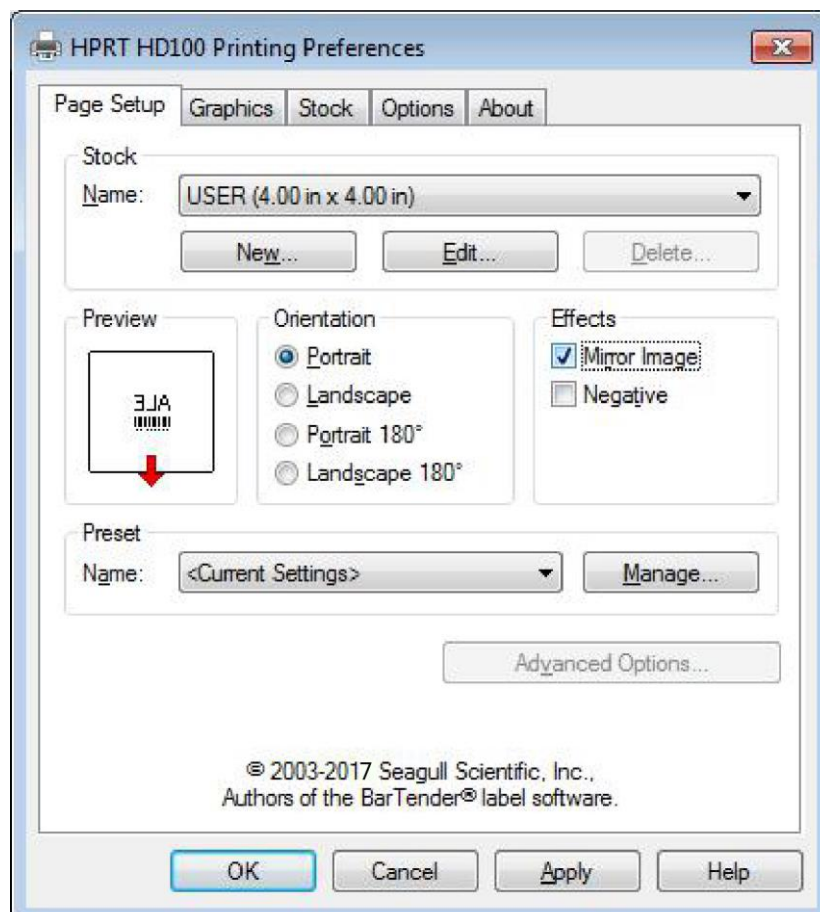 HPRT HD100 Printing Preferences
Page Setup Graphics Stock Options About
Stock
Name: USER (4.00 in x 4.00 in)
New... Edit... Delete...
Preview Orientation Effects
Portrait Mirror Image
Landscape Negative
Portrait 180°
Landscape 180°
ALE
Preset
Name: <Current Settings> Manage...
Advanced Options...
© 2003-2017 Seagull Scientific, Inc.,
Authors of the BarTender® label software.
OK Cancel Apply Help